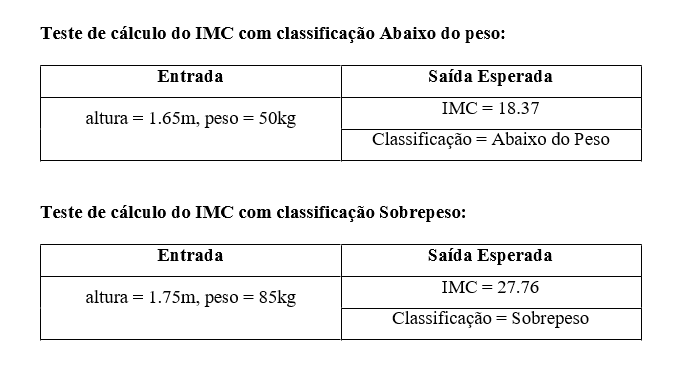 Teste de cálculo do IMC com classificação Abaixo do peso:
Entrada Saída Esperada
altura = 1.65m, peso = 50kg
IMC = 18.37
Classificação = Abaixo do Peso
Teste de cálculo do IMC com classificação Sobrepeso:
Entrada Saída Esperada
altura = 1.75m, peso = 85kg
IMC = 27.76
Classificação = Sobrepeso